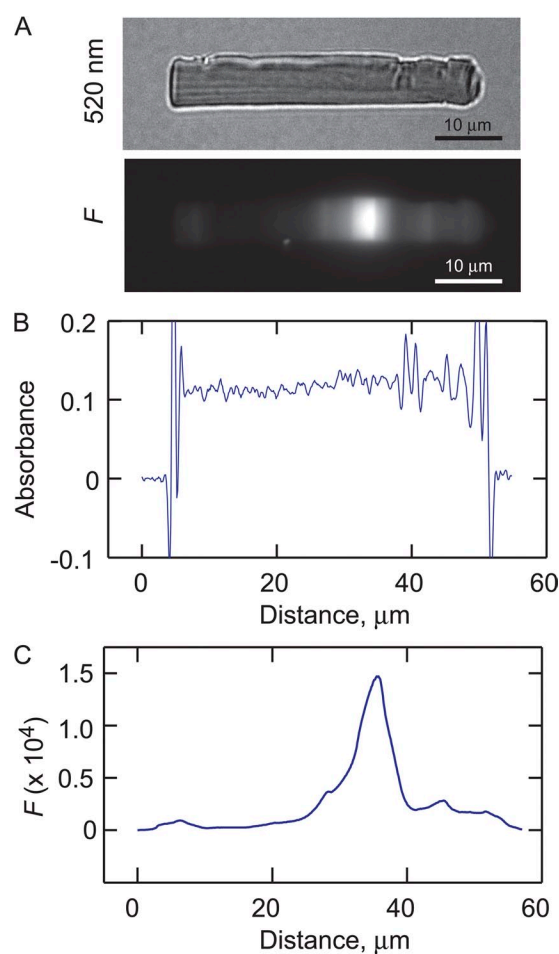 A
520 nm
10 μm
F
10 μm
B
0.2
0.1
0
-0.1
Absorbance
0 20 40 60
Distance, μm
C
1.5
1.0
0.5
0
F (x 10⁴)
0 20 40 60
Distance, μm